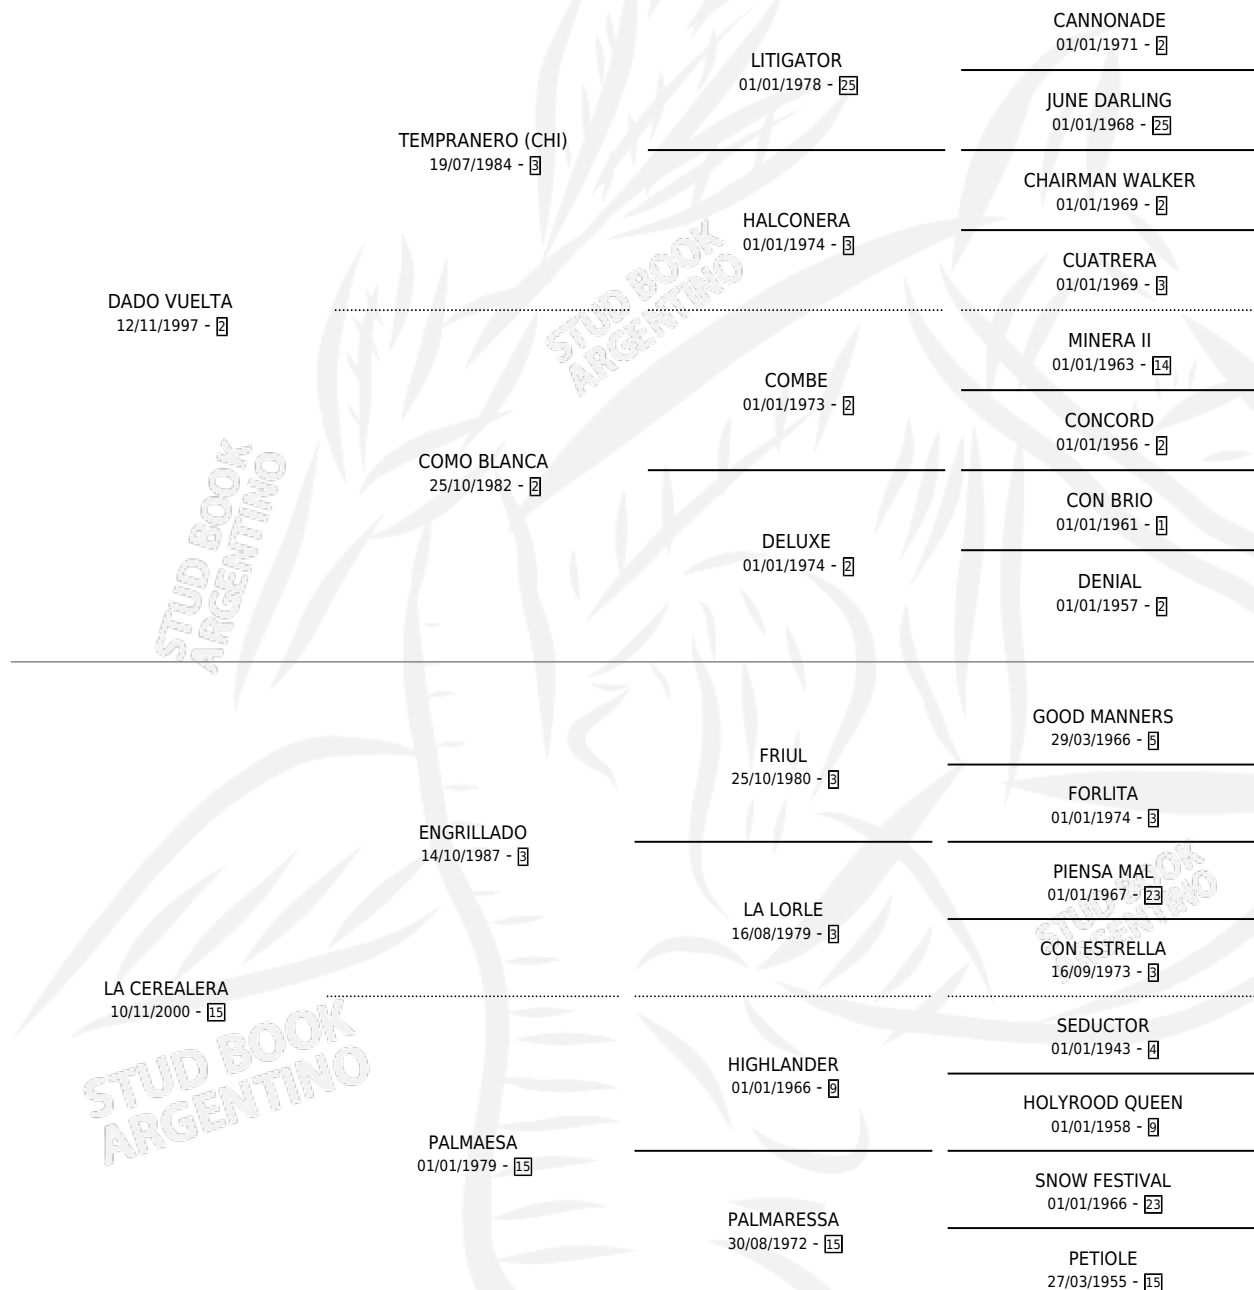 CANNONADE
01/01/1971 - 2
LITIGATOR
01/01/1978 - 25
JUNE DARLING
01/01/1968 - 25
TEMPRANERO (CHI)
19/07/1984 - 3
CHAIRMAN WALKER
01/01/1969 - 2
HALCONERA
01/01/1974 - 3
CUATRERA
01/01/1969 - 3
DADO VUELTA
12/11/1997 - 2
MINERA II
01/01/1963 - 14
COMBE
01/01/1973 - 2
CONCORD
01/01/1956 - 2
COMO BLANCA
25/10/1982 - 2
CON BRIO
01/01/1961 - 1
DELUXE
01/01/1974 - 2
DENIAL
01/01/1957 - 2
STUD BOOK
ARGENTINO
STUD BOOK
ARGENTINO
GOOD MANNERS
29/03/1966 - 5
FRIUL
25/10/1980 - 3
FORLITA
01/01/1974 - 3
ENGRILLADO
14/10/1987 - 3
PIENSA MAL
01/01/1967 - 23
LA LORLE
16/08/1979 - 3
CON ESTRELLA
16/09/1973 - 3
STUD BOOK
ARGENTINO
LA CEREALERA
10/11/2000 - 15
SEDUCTOR
01/01/1943 - 4
HIGHLANDER
01/01/1966 - 9
HOLYROOD QUEEN
01/01/1958 - 9
STUD BOOK
ARGENTINO
PALMAESA
01/01/1979 - 15
SNOW FESTIVAL
01/01/1966 - 23
PALMARESSA
30/08/1972 - 15
PETIOLE
27/03/1955 - 15